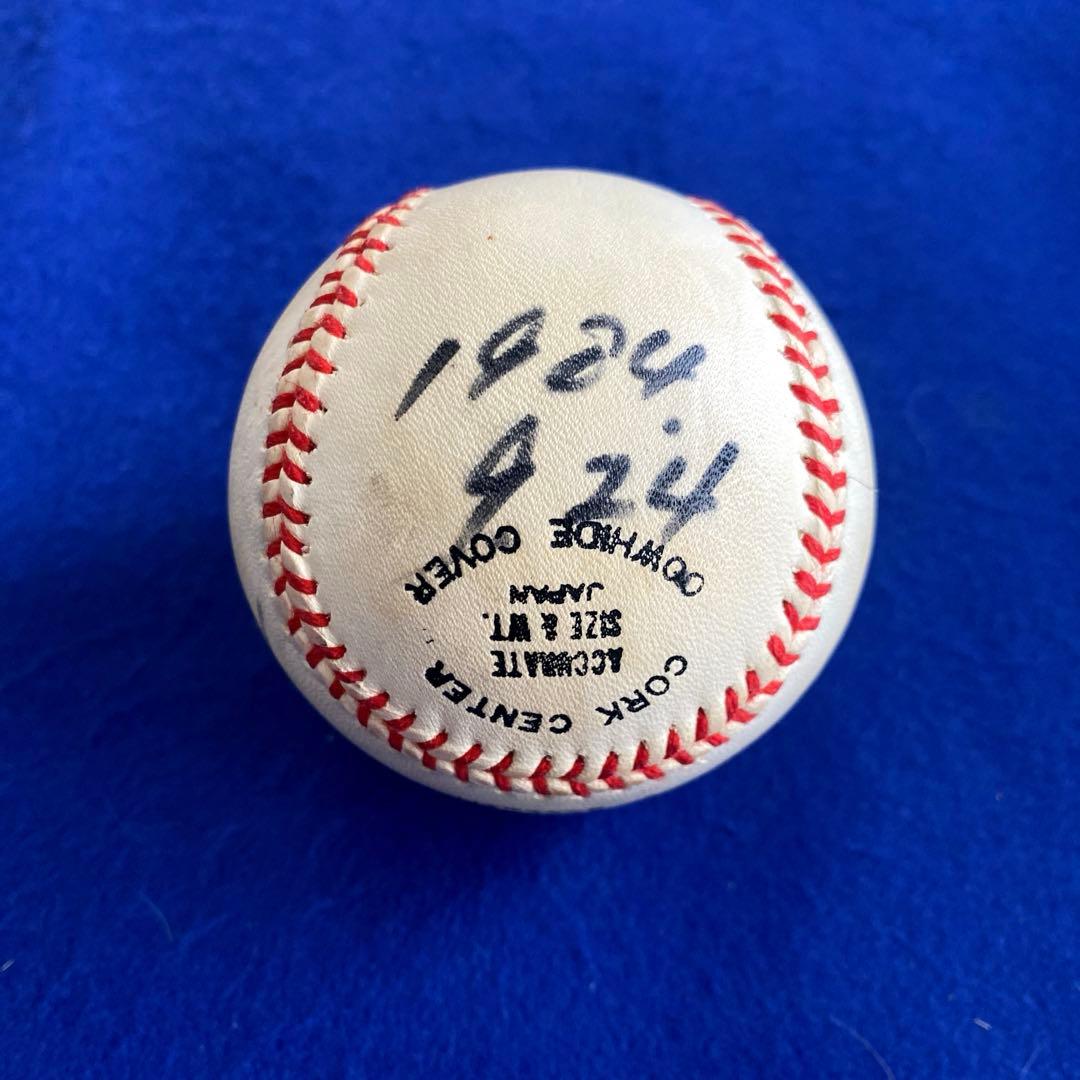 1984
9.24
COWHIDE COVER
JAPAN
SIZE & WT.
ACCURATE
CORK CENTER